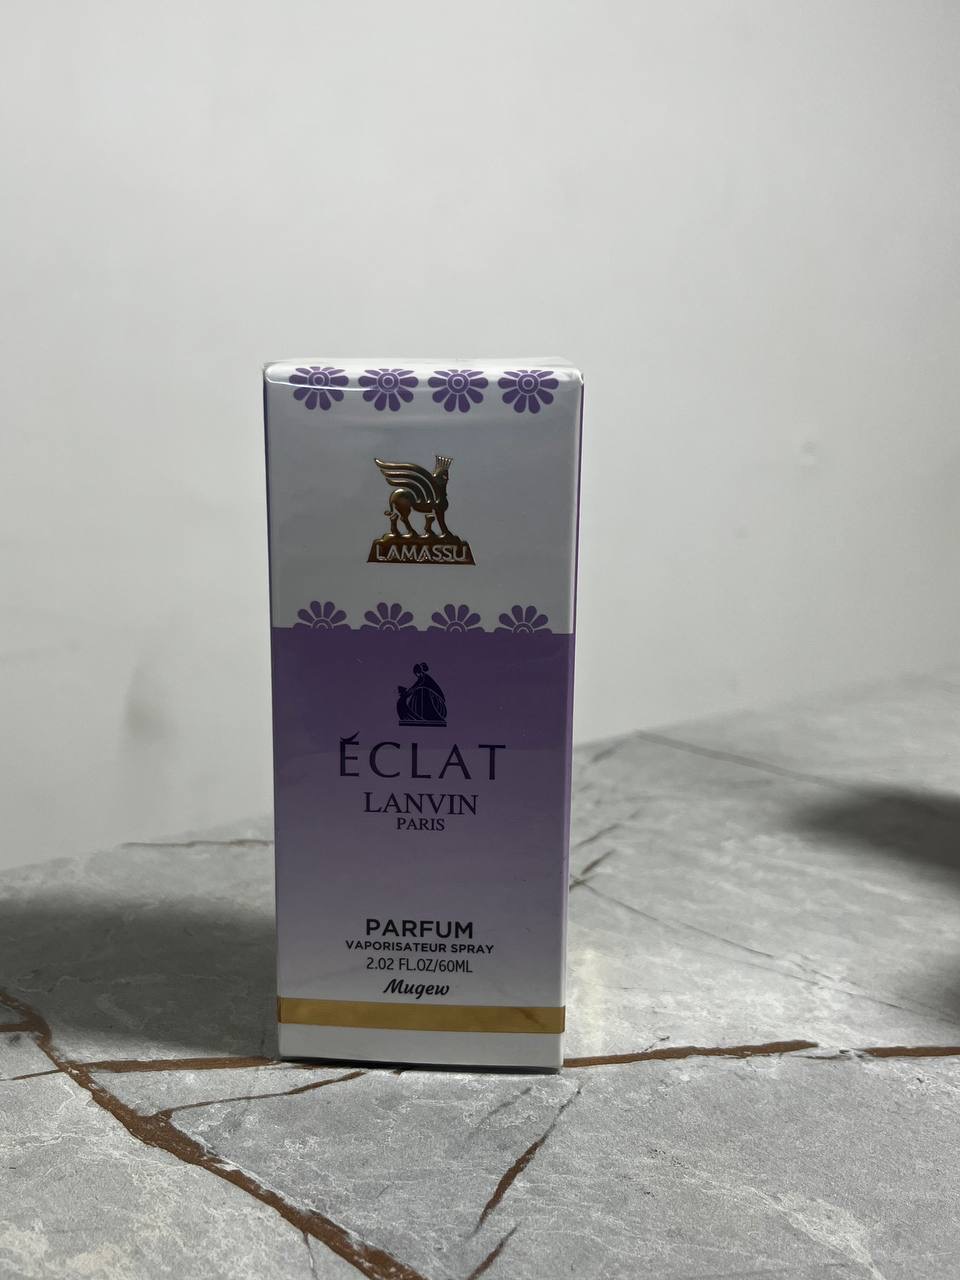 LAMASSU
ÉCLAT
LANVIN
PARIS
PARFUM
VAPORISATEUR SPRAY
2.02 FL.OZ/60ML
Mugew